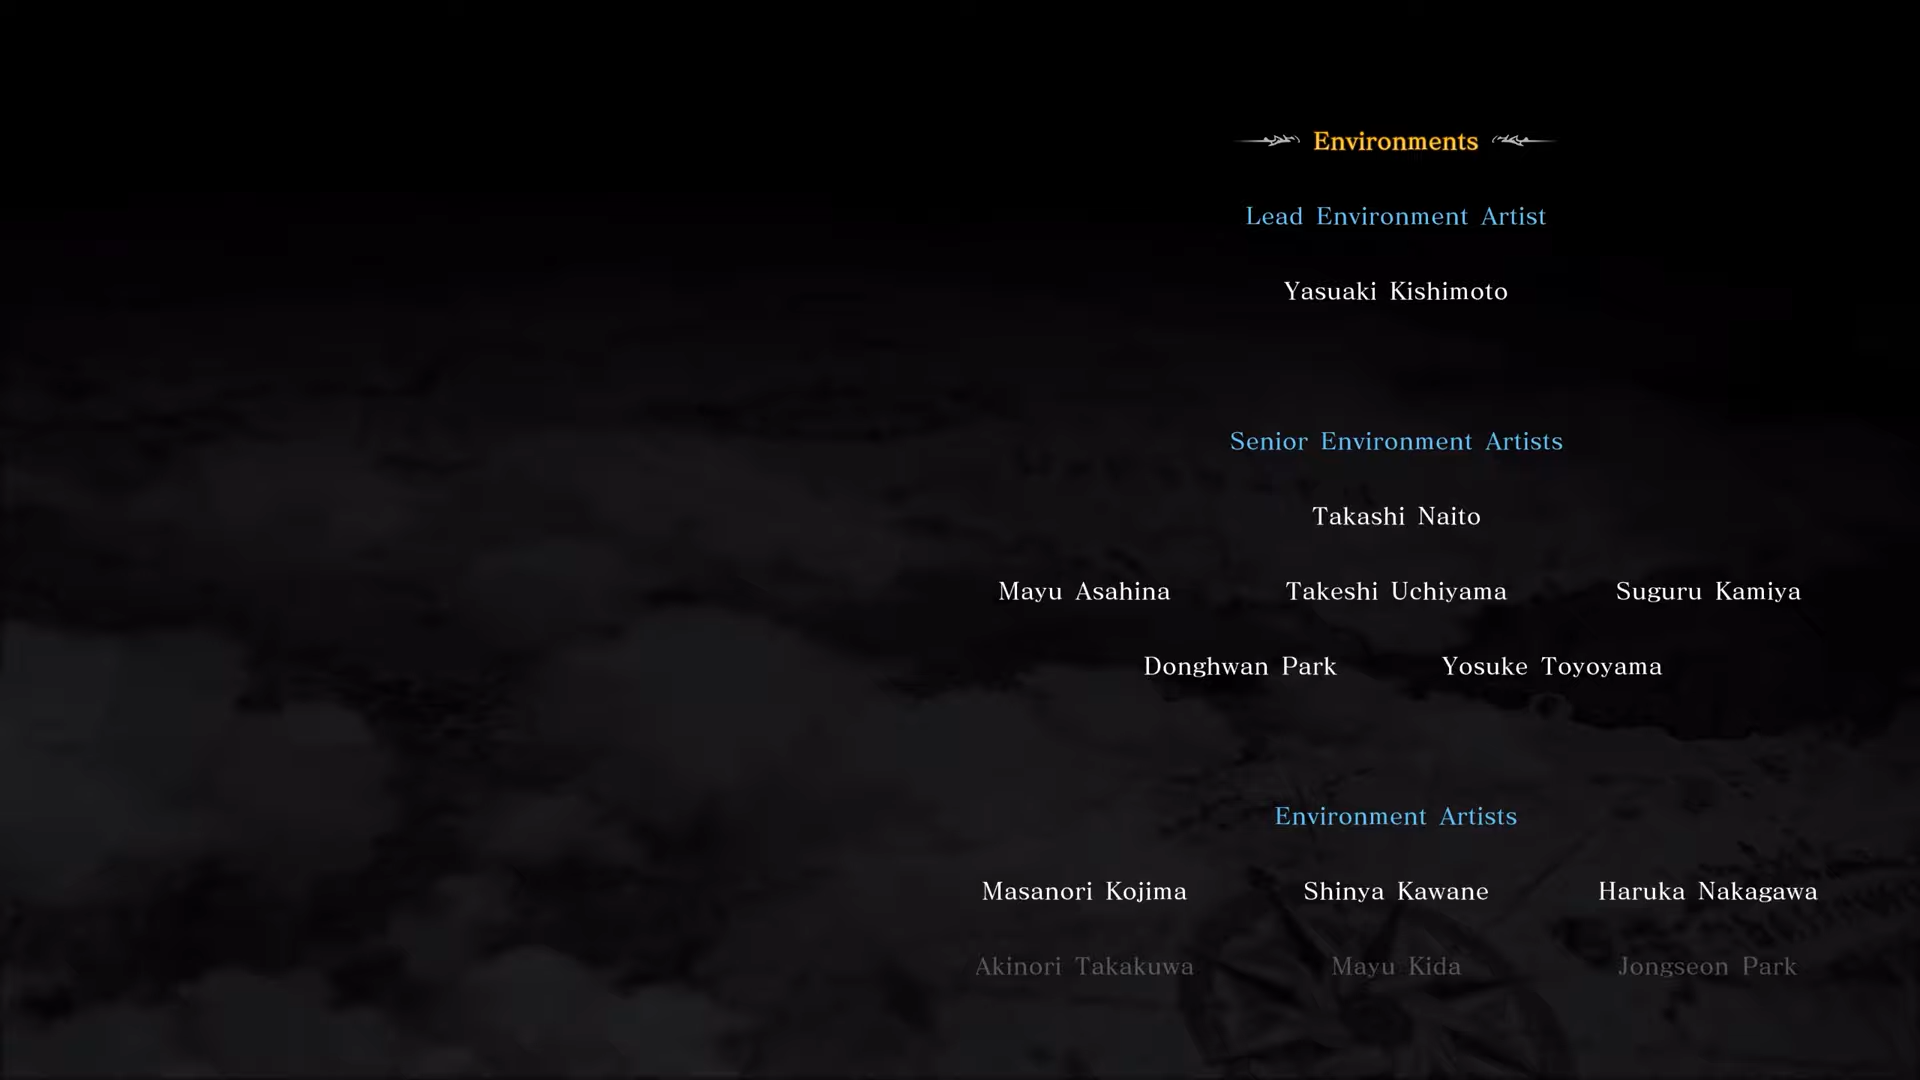 Environments
Lead Environment Artist
Yasuaki Kishimoto
Senior Environment Artists
Takashi Naito
Mayu Asahina Takeshi Uchiyama Suguru Kamiya
Donghwan Park Yosuke Toyoyama
Environment Artists
Masanori Kojima Shinya Kawane Haruka Nakagawa
Akinori Takakuwa Mayu Kida Jongseon Park